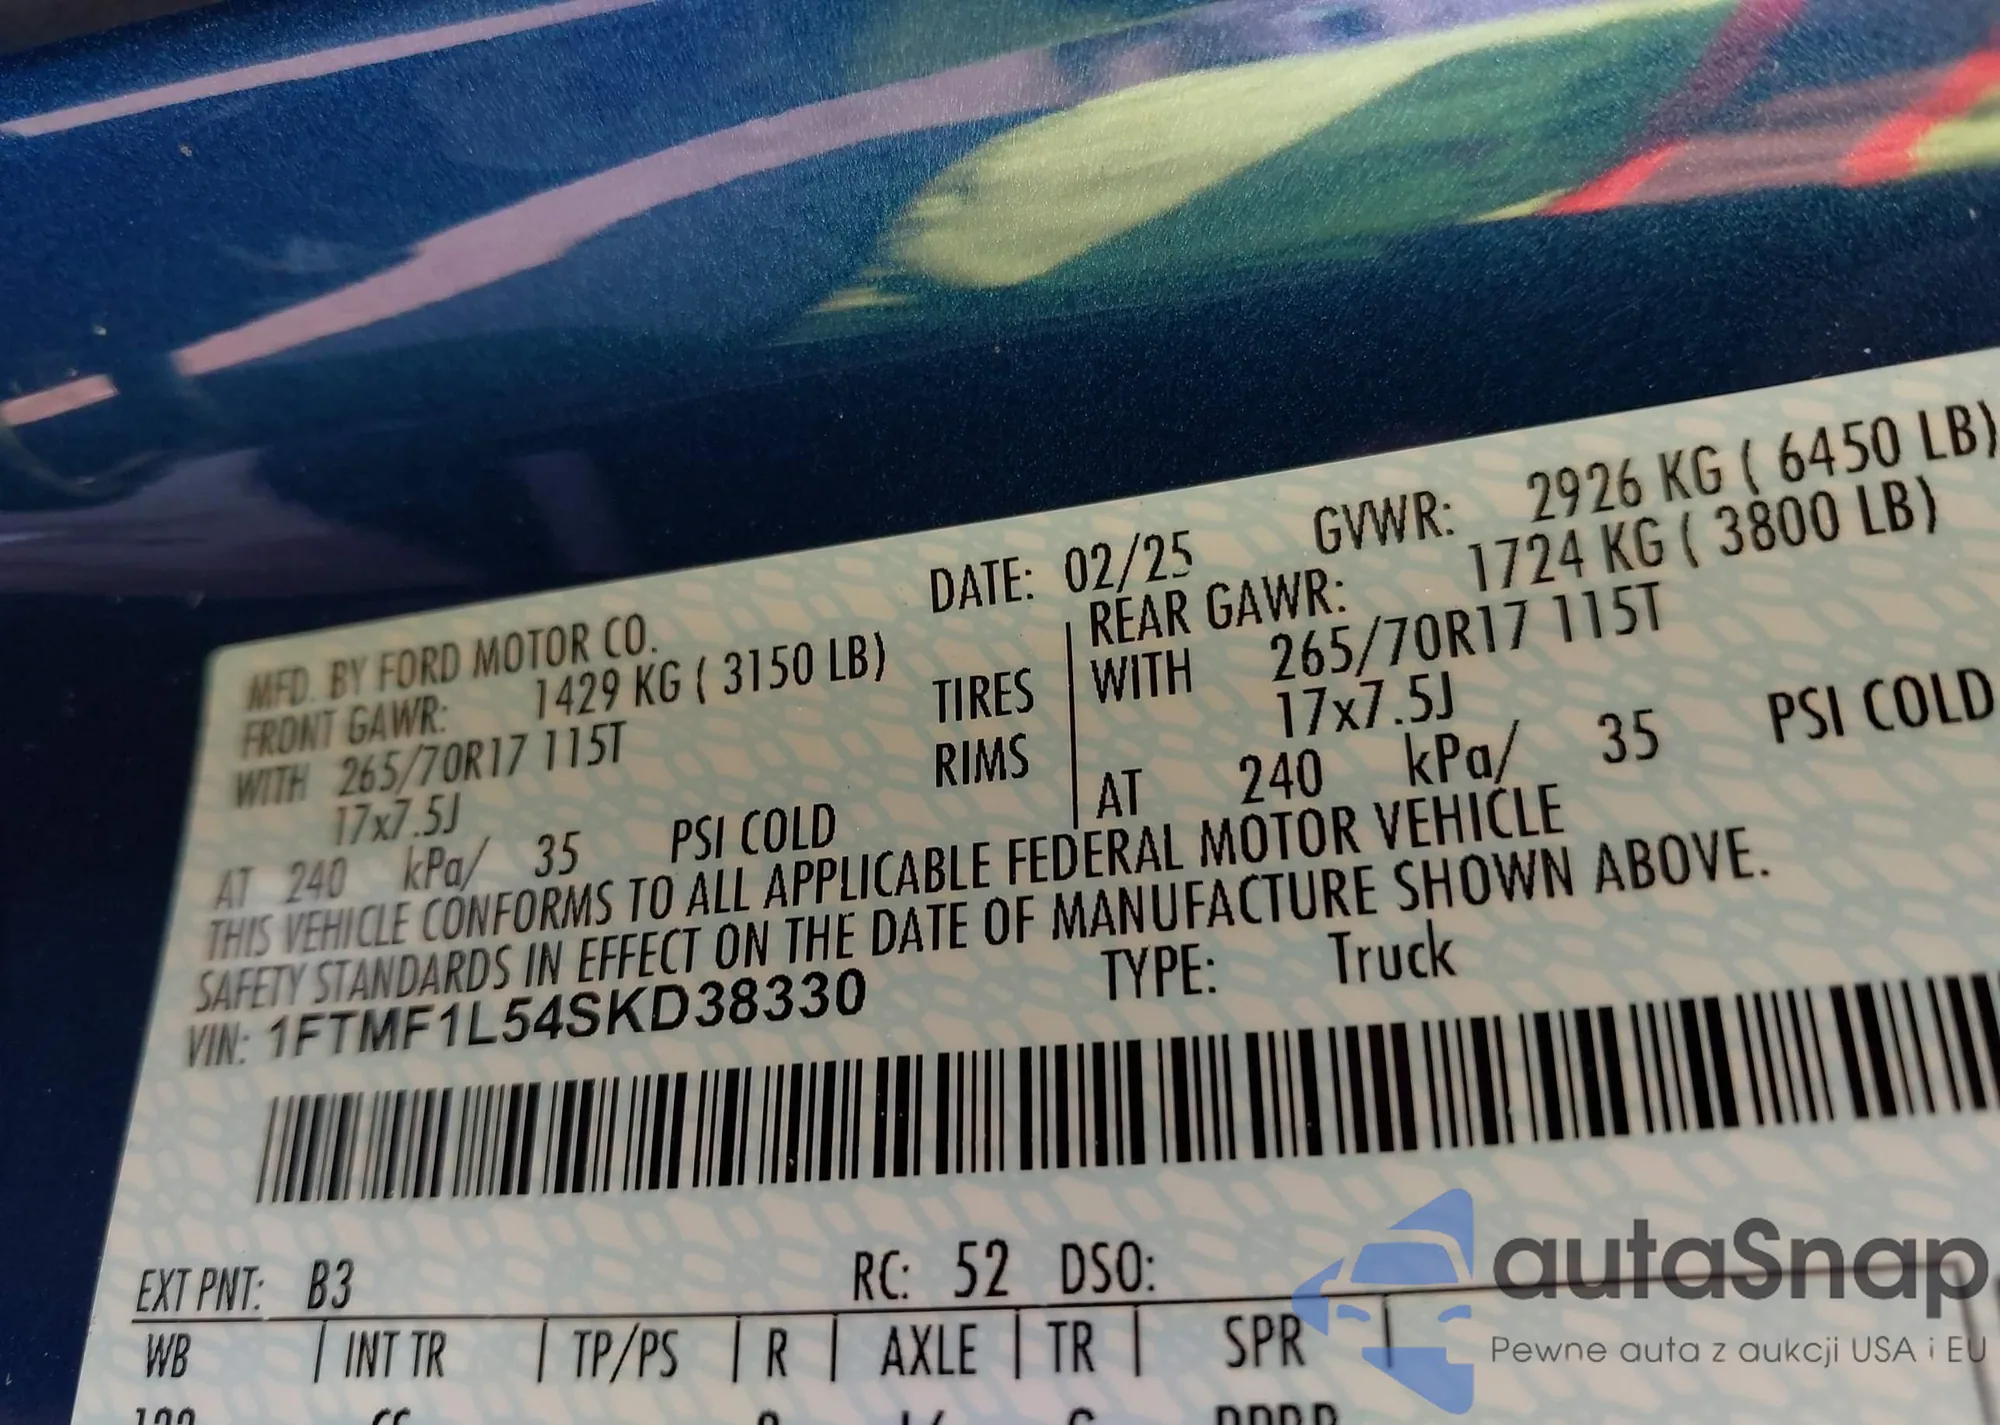 MFD. BY FORD MOTOR CO. DATE: 02/25 GVWR: 2926 KG ( 6450 LB)
FRONT GAWR: 1429 KG ( 3150 LB) REAR GAWR: 1724 KG ( 3800 LB)
WITH 265/70R17 115T TIRES WITH 265/70R17 115T
17x7.5J RIMS 17x7.5J
AT 240 kPa/ 35 PSI COLD AT 240 kPa/ 35 PSI COLD
THIS VEHICLE CONFORMS TO ALL APPLICABLE FEDERAL MOTOR VEHICLE
SAFETY STANDARDS IN EFFECT ON THE DATE OF MANUFACTURE SHOWN ABOVE.
VIN: 1FTMF1L54SKD38330 TYPE: Truck
EXT PNT: B3 RC: 52 DSO:
WB INT TR TP/PS R AXLE TR SPR
autaSnap
Pewne auta z aukcji USA i EU